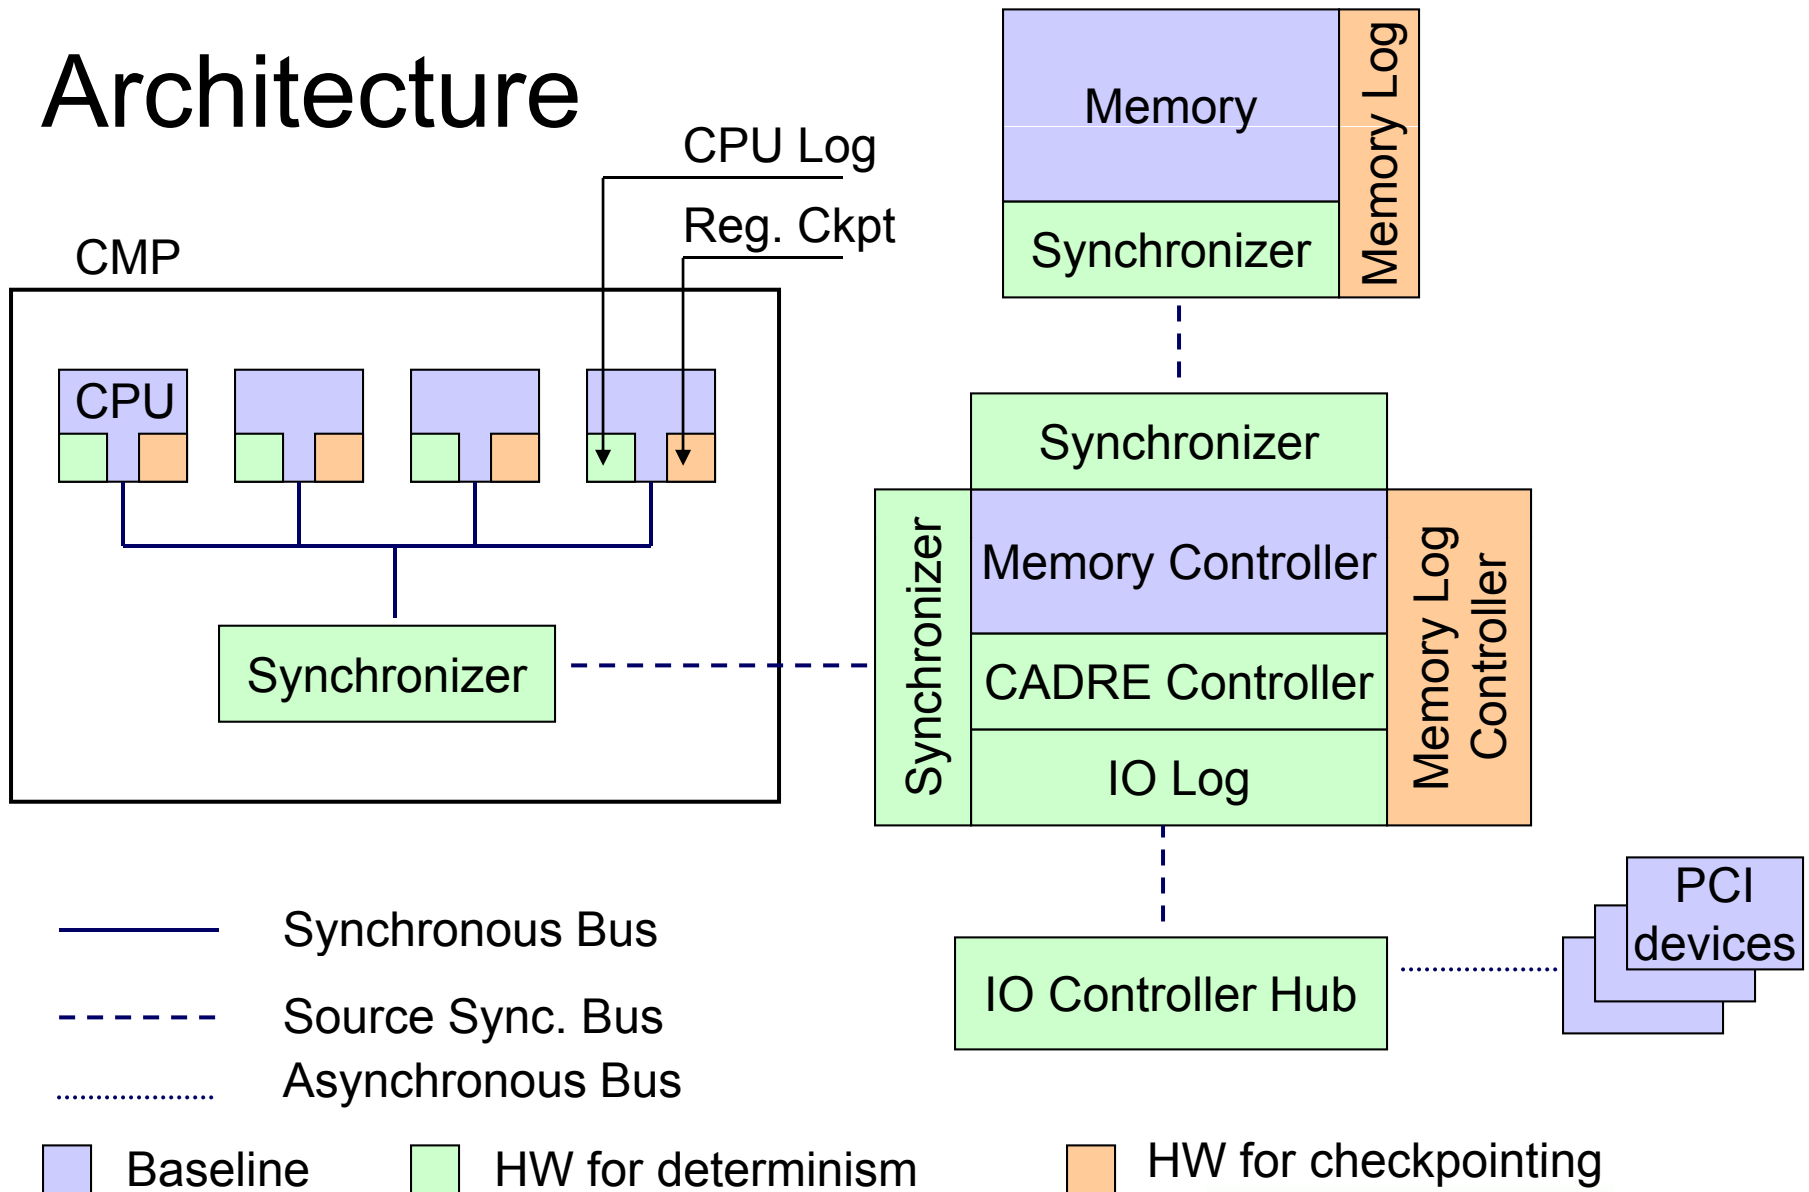 Architecture
CPU Log
Reg. Ckpt
CMP
CPU
Synchronizer
Memory
Synchronizer
Memory Log
Synchronizer
Synchronizer
Memory Controller
CADRE Controller
IO Log
Memory Log
Controller
IO Controller Hub
PCI
devices
Synchronous Bus
Source Sync. Bus
Asynchronous Bus
Baseline
HW for determinism
HW for checkpointing